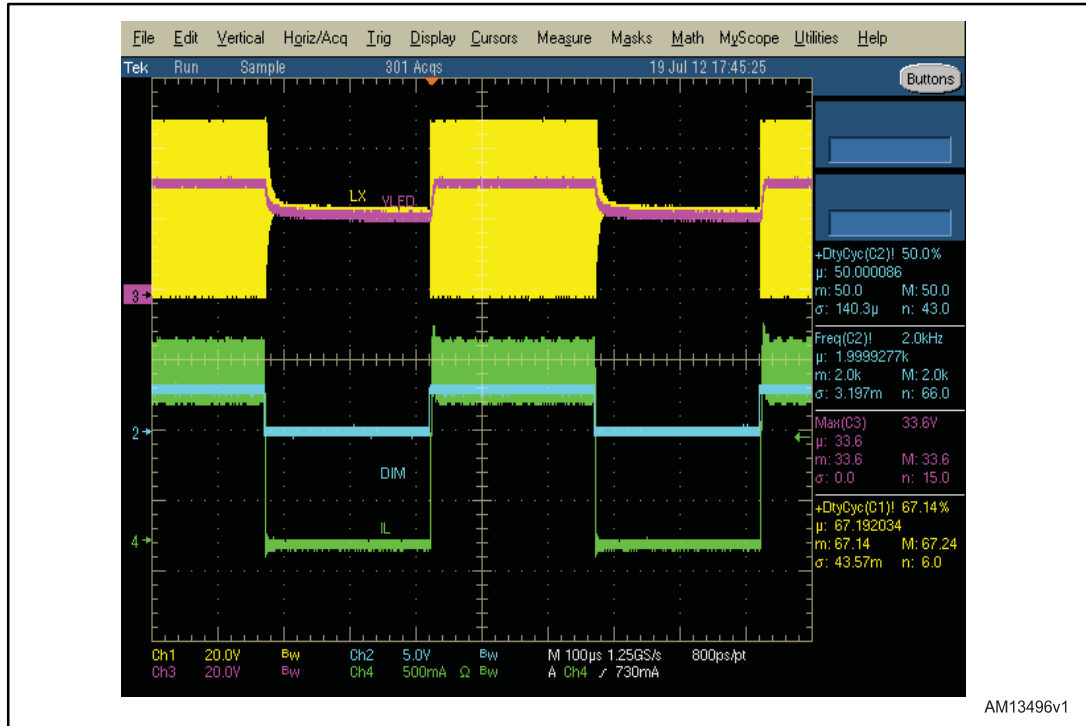 File Edit Vertical Horiz/Acq Trig Display Cursors Measure Masks Math MyScope Utilities Help
Tek Run Sample 301 Acqs 19 Jul 12 17:45:25
Buttons
LX
VLED
3
+DtyCyc(C2)! 50.0%
µ: 50.000086
m: 50.0 M: 50.0
σ: 140.3µ n: 43.0
Freq(C2)! 2.0kHz
µ: 1.9999277k
m: 2.0k M: 2.0k
σ: 3.197m n: 66.0
Max(C3) 33.6V
µ: 33.6
m: 33.6 M: 33.6
σ: 0.0 n: 15.0
+DtyCyc(C1)! 67.14%
µ: 67.192034
m: 67.14 M: 67.24
σ: 43.57m n: 6.0
2
DIM
IL
4
Ch1 20.0V Bw Ch2 5.0V Bw M 100µs 1.25GS/s 800ps/pt
Ch3 20.0V Bw Ch4 500mA Ω Bw A Ch4 ∕ 730mA
AM13496v1